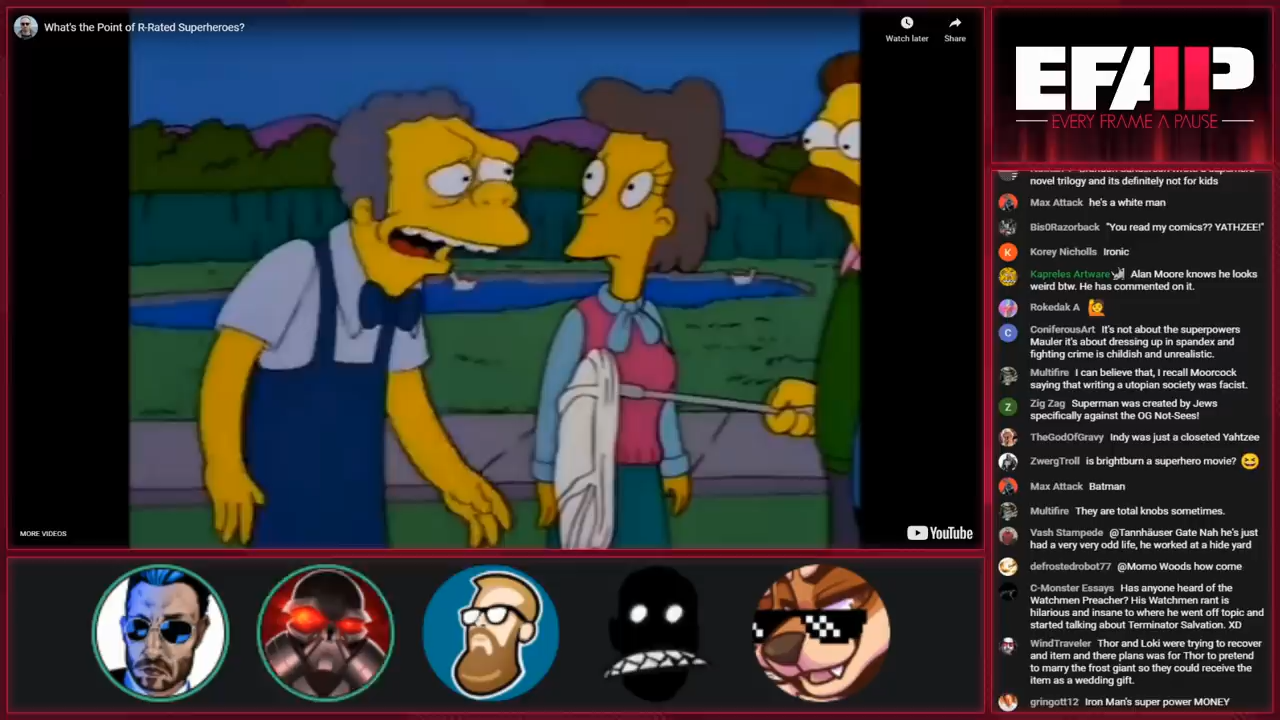 What's the Point of R-Rated Superheroes?
Watch later
Share
MORE VIDEOS
YouTube
EFAP
EVERY FRAME A PAUSE
novel trilogy and its definitely not for kids
Max Attack he's a white man
Bis0Razorback "You read my comics?? YATHZEE!"
Korey Nicholls Ironic
Kapreles Artware Alan Moore knows he looks
weird btw. He has commented on it.
Rokedak A
ConiferousArt It's not about the superpowers
Mauler it's about dressing up in spandex and
fighting crime is childish and unrealistic.
Multifire I can believe that, I recall Moorcock
saying that writing a utopian society was facist.
Zig Zag Superman was created by Jews
specifically against the OG Not-Sees!
TheGodOfGravy Indy was just a closeted Yahtzee
ZwergTroll is brightburn a superhero movie?
Max Attack Batman
Multifire They are total knobs sometimes.
Vash Stampede @Tannhäuser Gate Nah he's just
had a very very odd life, he worked at a hide yard
defrostedrobot77 @Momo Woods how come
C-Monster Essays Has anyone heard of the
Watchmen Preacher? His Watchmen rant is
hilarious and insane to where he went off topic and
started talking about Terminator Salvation. XD
WindTraveler Thor and Loki were trying to recover
and item and there plans was for Thor to pretend
to marry the frost giant so they could receive the
item as a wedding gift.
gringott12 Iron Man's super power MONEY